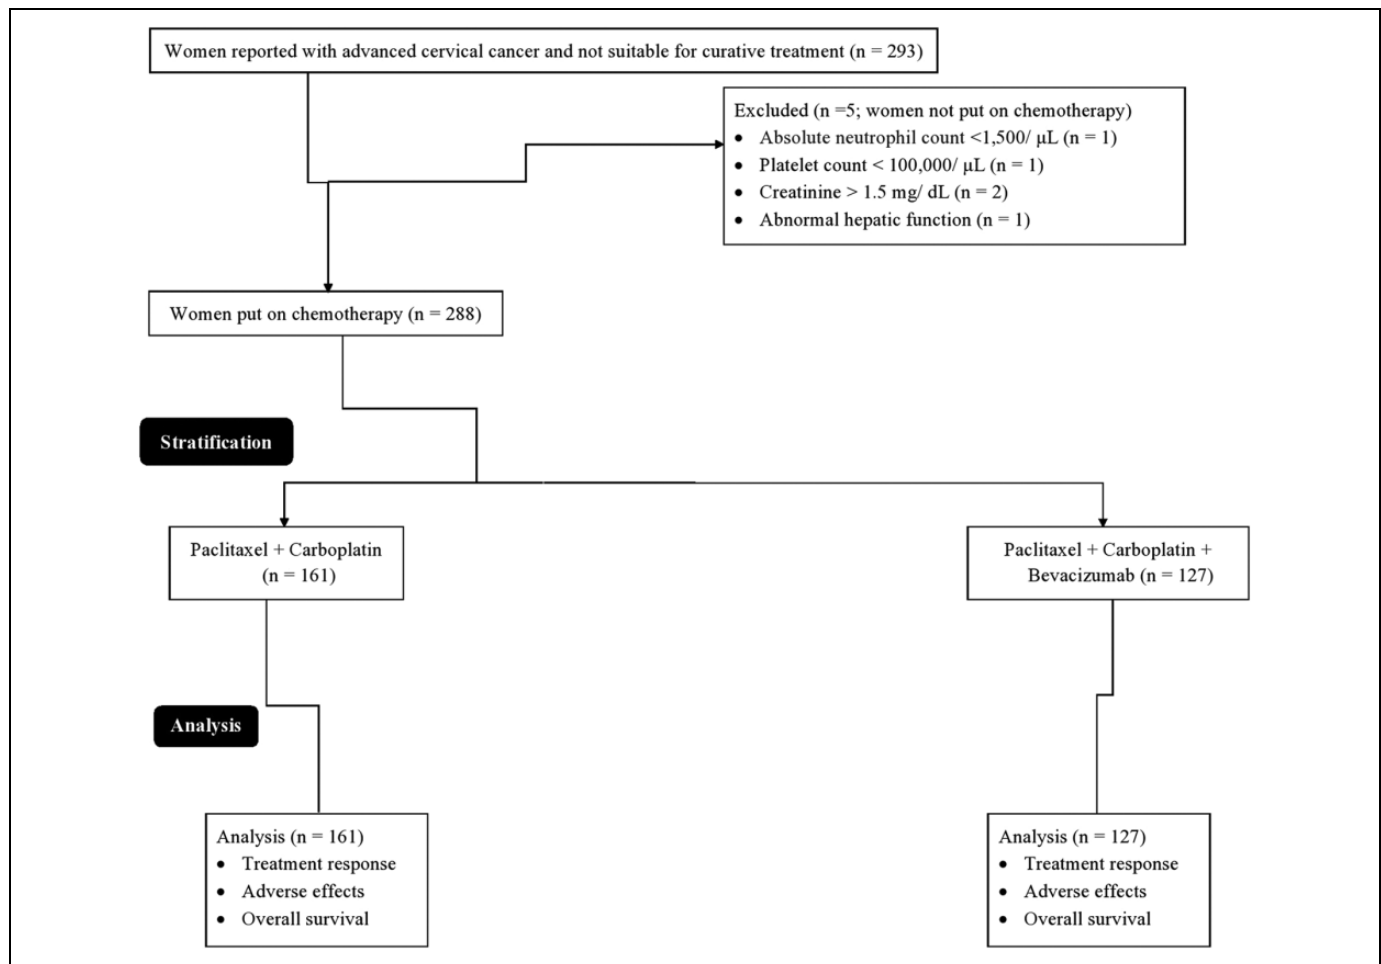 Women reported with advanced cervical cancer and not suitable for curative treatment (n = 293)
Excluded (n =5; women not put on chemotherapy)
• Absolute neutrophil count <1,500/ μL (n = 1)
• Platelet count < 100,000/ μL (n = 1)
• Creatinine > 1.5 mg/ dL (n = 2)
• Abnormal hepatic function (n = 1)
Women put on chemotherapy (n = 288)
Stratification
Paclitaxel + Carboplatin
(n = 161)
Paclitaxel + Carboplatin +
Bevacizumab (n = 127)
Analysis
Analysis (n = 161)
• Treatment response
• Adverse effects
• Overall survival
Analysis (n = 127)
• Treatment response
• Adverse effects
• Overall survival